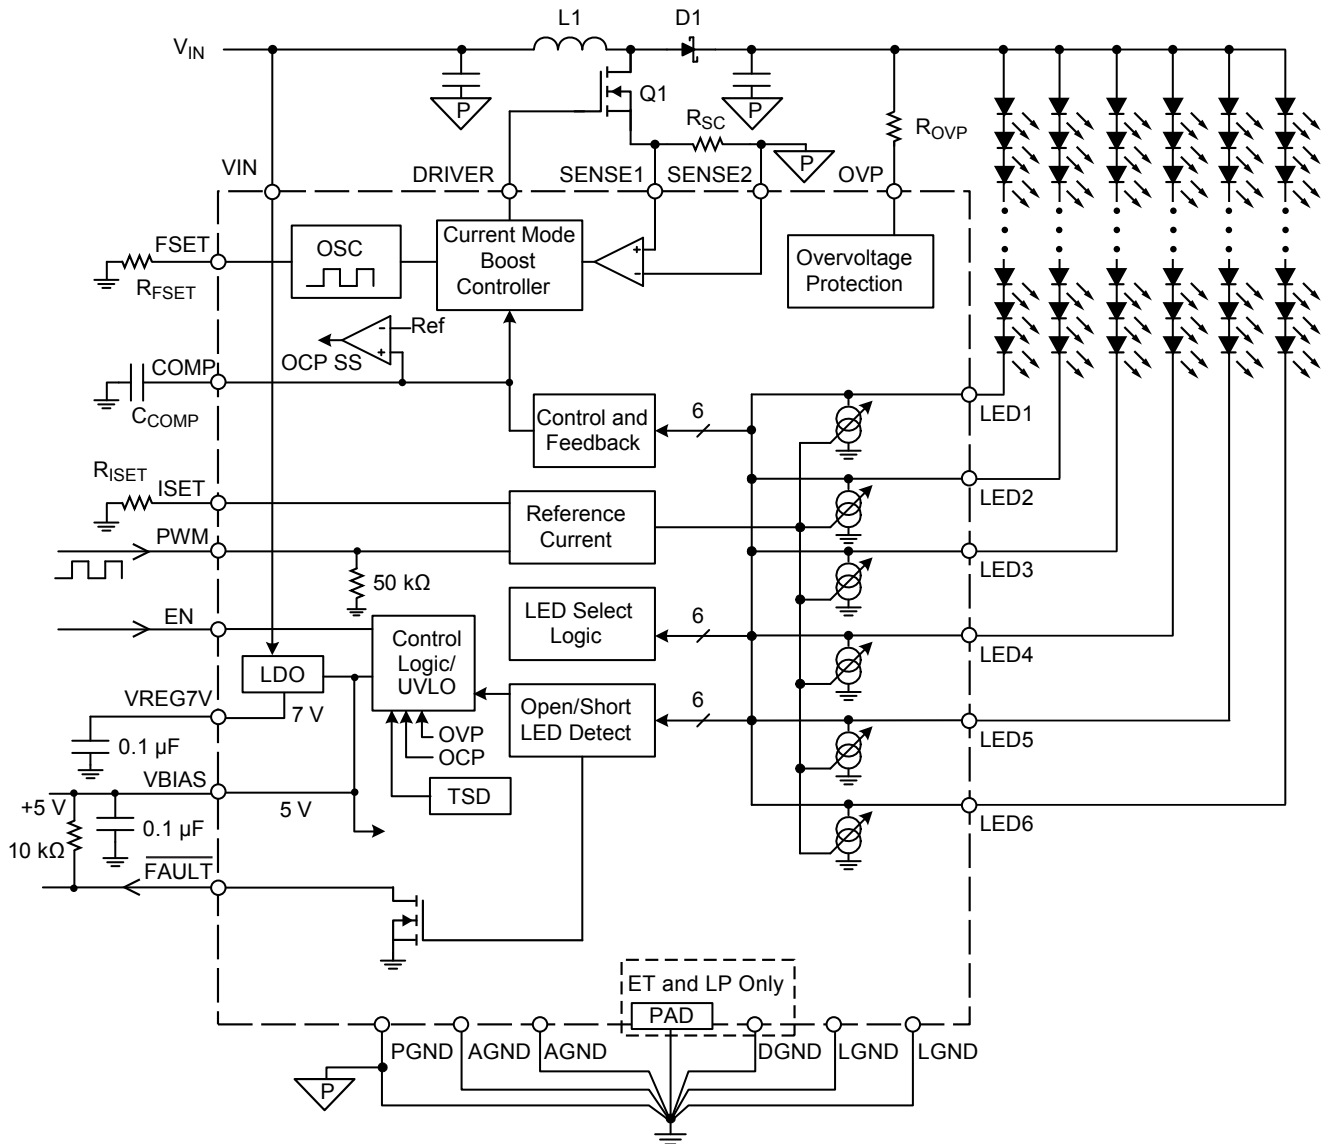 L1
D1
VIN
P
P
Q1
RSC
ROVP
P
VIN
DRIVER
SENSE1
SENSE2
OVP
FSET
RFSET
OSC
Current Mode
Boost
Controller
+
-
Overvoltage
Protection
-
Ref
+
OCP SS
COMP
CCOMP
Control and
Feedback
6
LED1
RISET
ISET
Reference
Current
LED2
PWM
50 kΩ
LED3
EN
LED Select
Logic
6
LED4
Control
Logic/
UVLO
LDO
VREG7V
7 V
Open/Short
LED Detect
6
LED5
OVP
OCP
0.1 µF
TSD
VBIAS
+5 V
5 V
0.1 µF
10 kΩ
LED6
FAULT
ET and LP Only
PAD
PGND
AGND
AGND
DGND
LGND
LGND
P